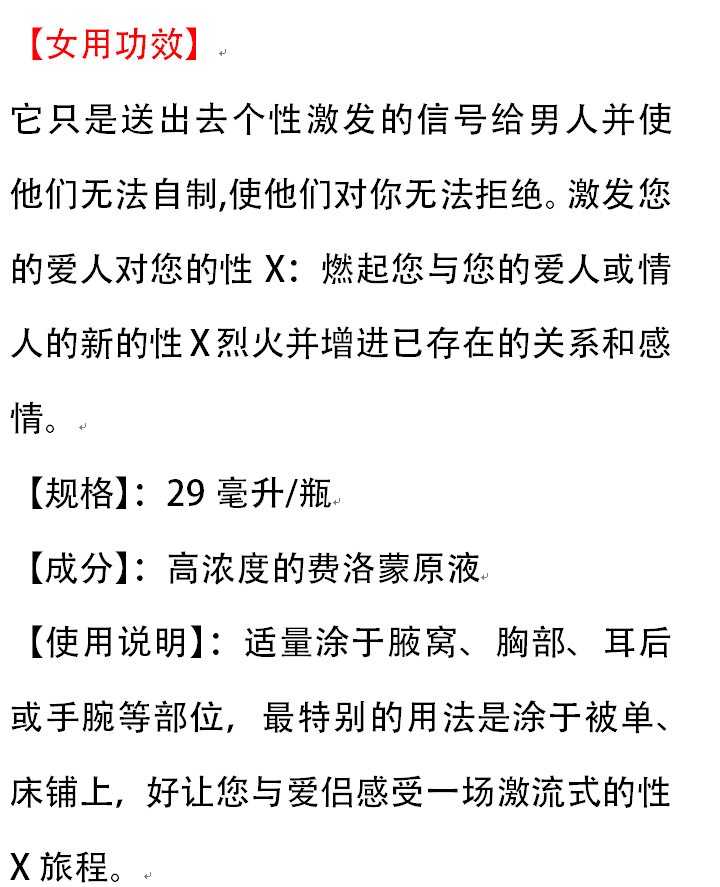 【女用功效】
它只是送出去个性激发的信号给男人并使
他们无法自制,使他们对你无法拒绝。激发您
的爱人对您的性 X：燃起您与您的爱人或情
人的新的性 X 烈火并增进已存在的关系和感
情。
【规格】：29 毫升/瓶
【成分】：高浓度的费洛蒙原液
【使用说明】：适量涂于腋窝、胸部、耳后
或手腕等部位，最特别的用法是涂于被单、
床铺上，好让您与爱侣感受一场激流式的性
X 旅程。